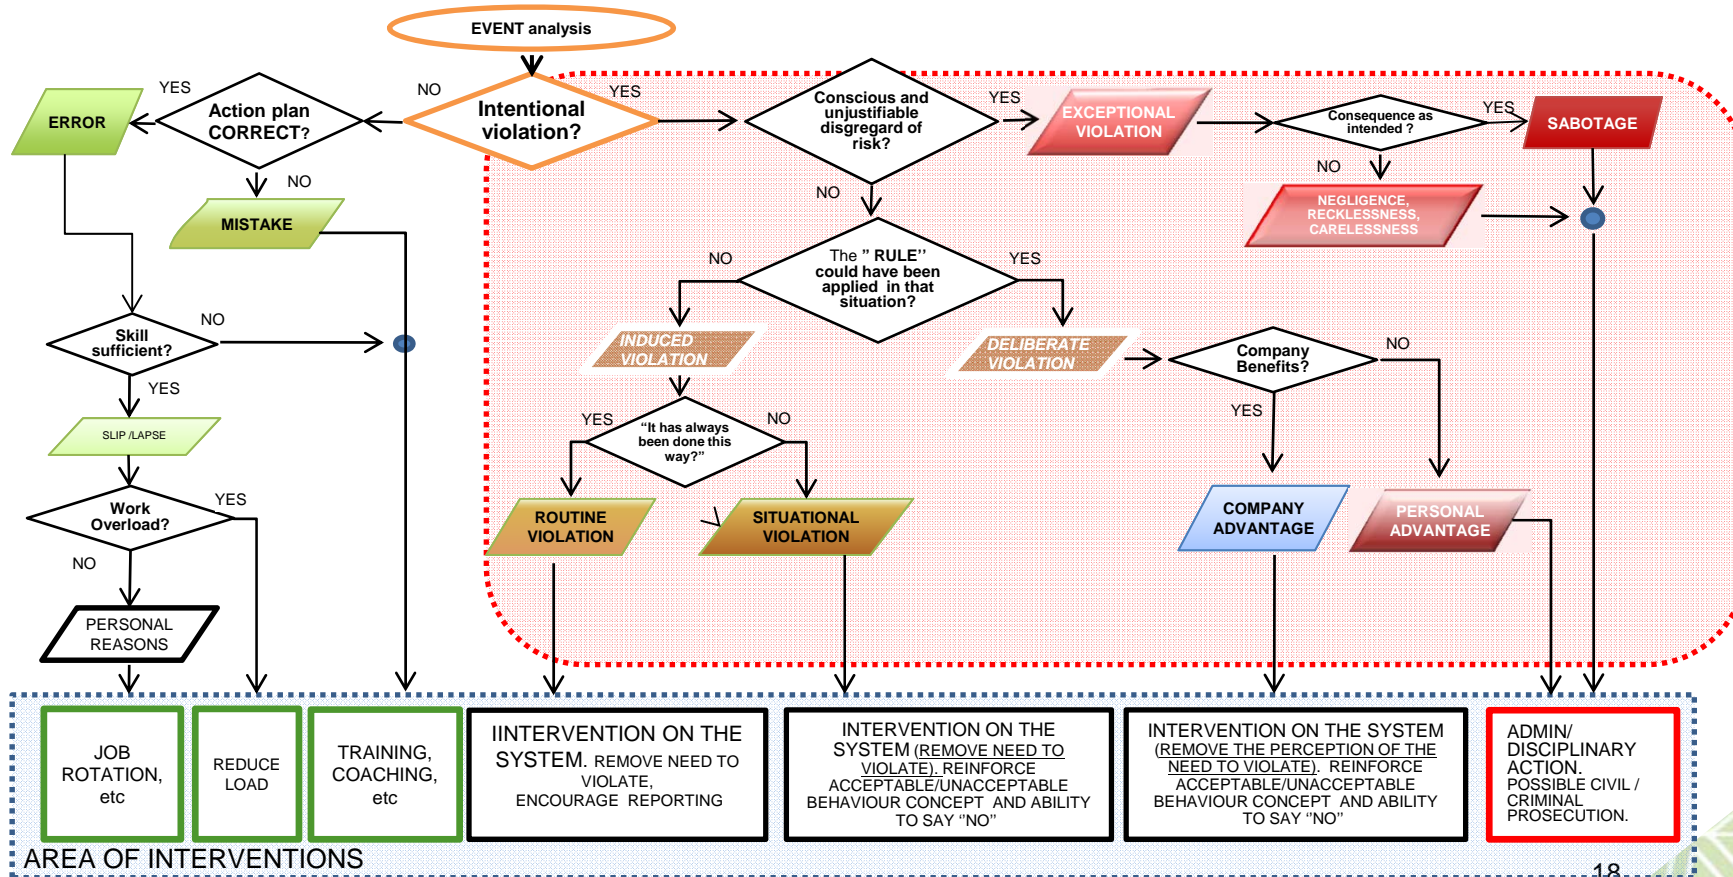 EVENT analysis
YES
NO
YES
YES
YES
ERROR
Action plan
CORRECT?
Intentional
violation?
Conscious and
unjustifiable
disgregard of
risk?
EXCEPTIONAL
VIOLATION
Consequence as
intended ?
SABOTAGE
NO
NO
NO
MISTAKE
NEGLIGENCE,
RECKLESSNESS,
CARELESSNESS
NO
The " RULE''
could have been
applied in that
situation?
YES
Skill
sufficient?
NO
INDUCED
VIOLATION
DELIBERATE
VIOLATION
Company
Benefits?
NO
YES
YES
NO
YES
SLIP /LAPSE
“It has always
been done this
way?”
Work
Overload?
YES
ROUTINE
VIOLATION
SITUATIONAL
VIOLATION
COMPANY
ADVANTAGE
PERSONAL
ADVANTAGE
NO
PERSONAL
REASONS
JOB
ROTATION,
etc
REDUCE
LOAD
TRAINING,
COACHING,
etc
IINTERVENTION ON THE
SYSTEM. REMOVE NEED TO
VIOLATE,
ENCOURAGE REPORTING
INTERVENTION ON THE
SYSTEM (REMOVE NEED TO
VIOLATE). REINFORCE
ACCEPTABLE/UNACCEPTABLE
BEHAVIOUR CONCEPT AND ABILITY
TO SAY “NO”
INTERVENTION ON THE SYSTEM
(REMOVE THE PERCEPTION OF THE
NEED TO VIOLATE). REINFORCE
ACCEPTABLE/UNACCEPTABLE
BEHAVIOUR CONCEPT AND ABILITY
TO SAY “NO”
ADMIN/
DISCIPLINARY
ACTION.
POSSIBLE CIVIL /
CRIMINAL
PROSECUTION.
AREA OF INTERVENTIONS
18